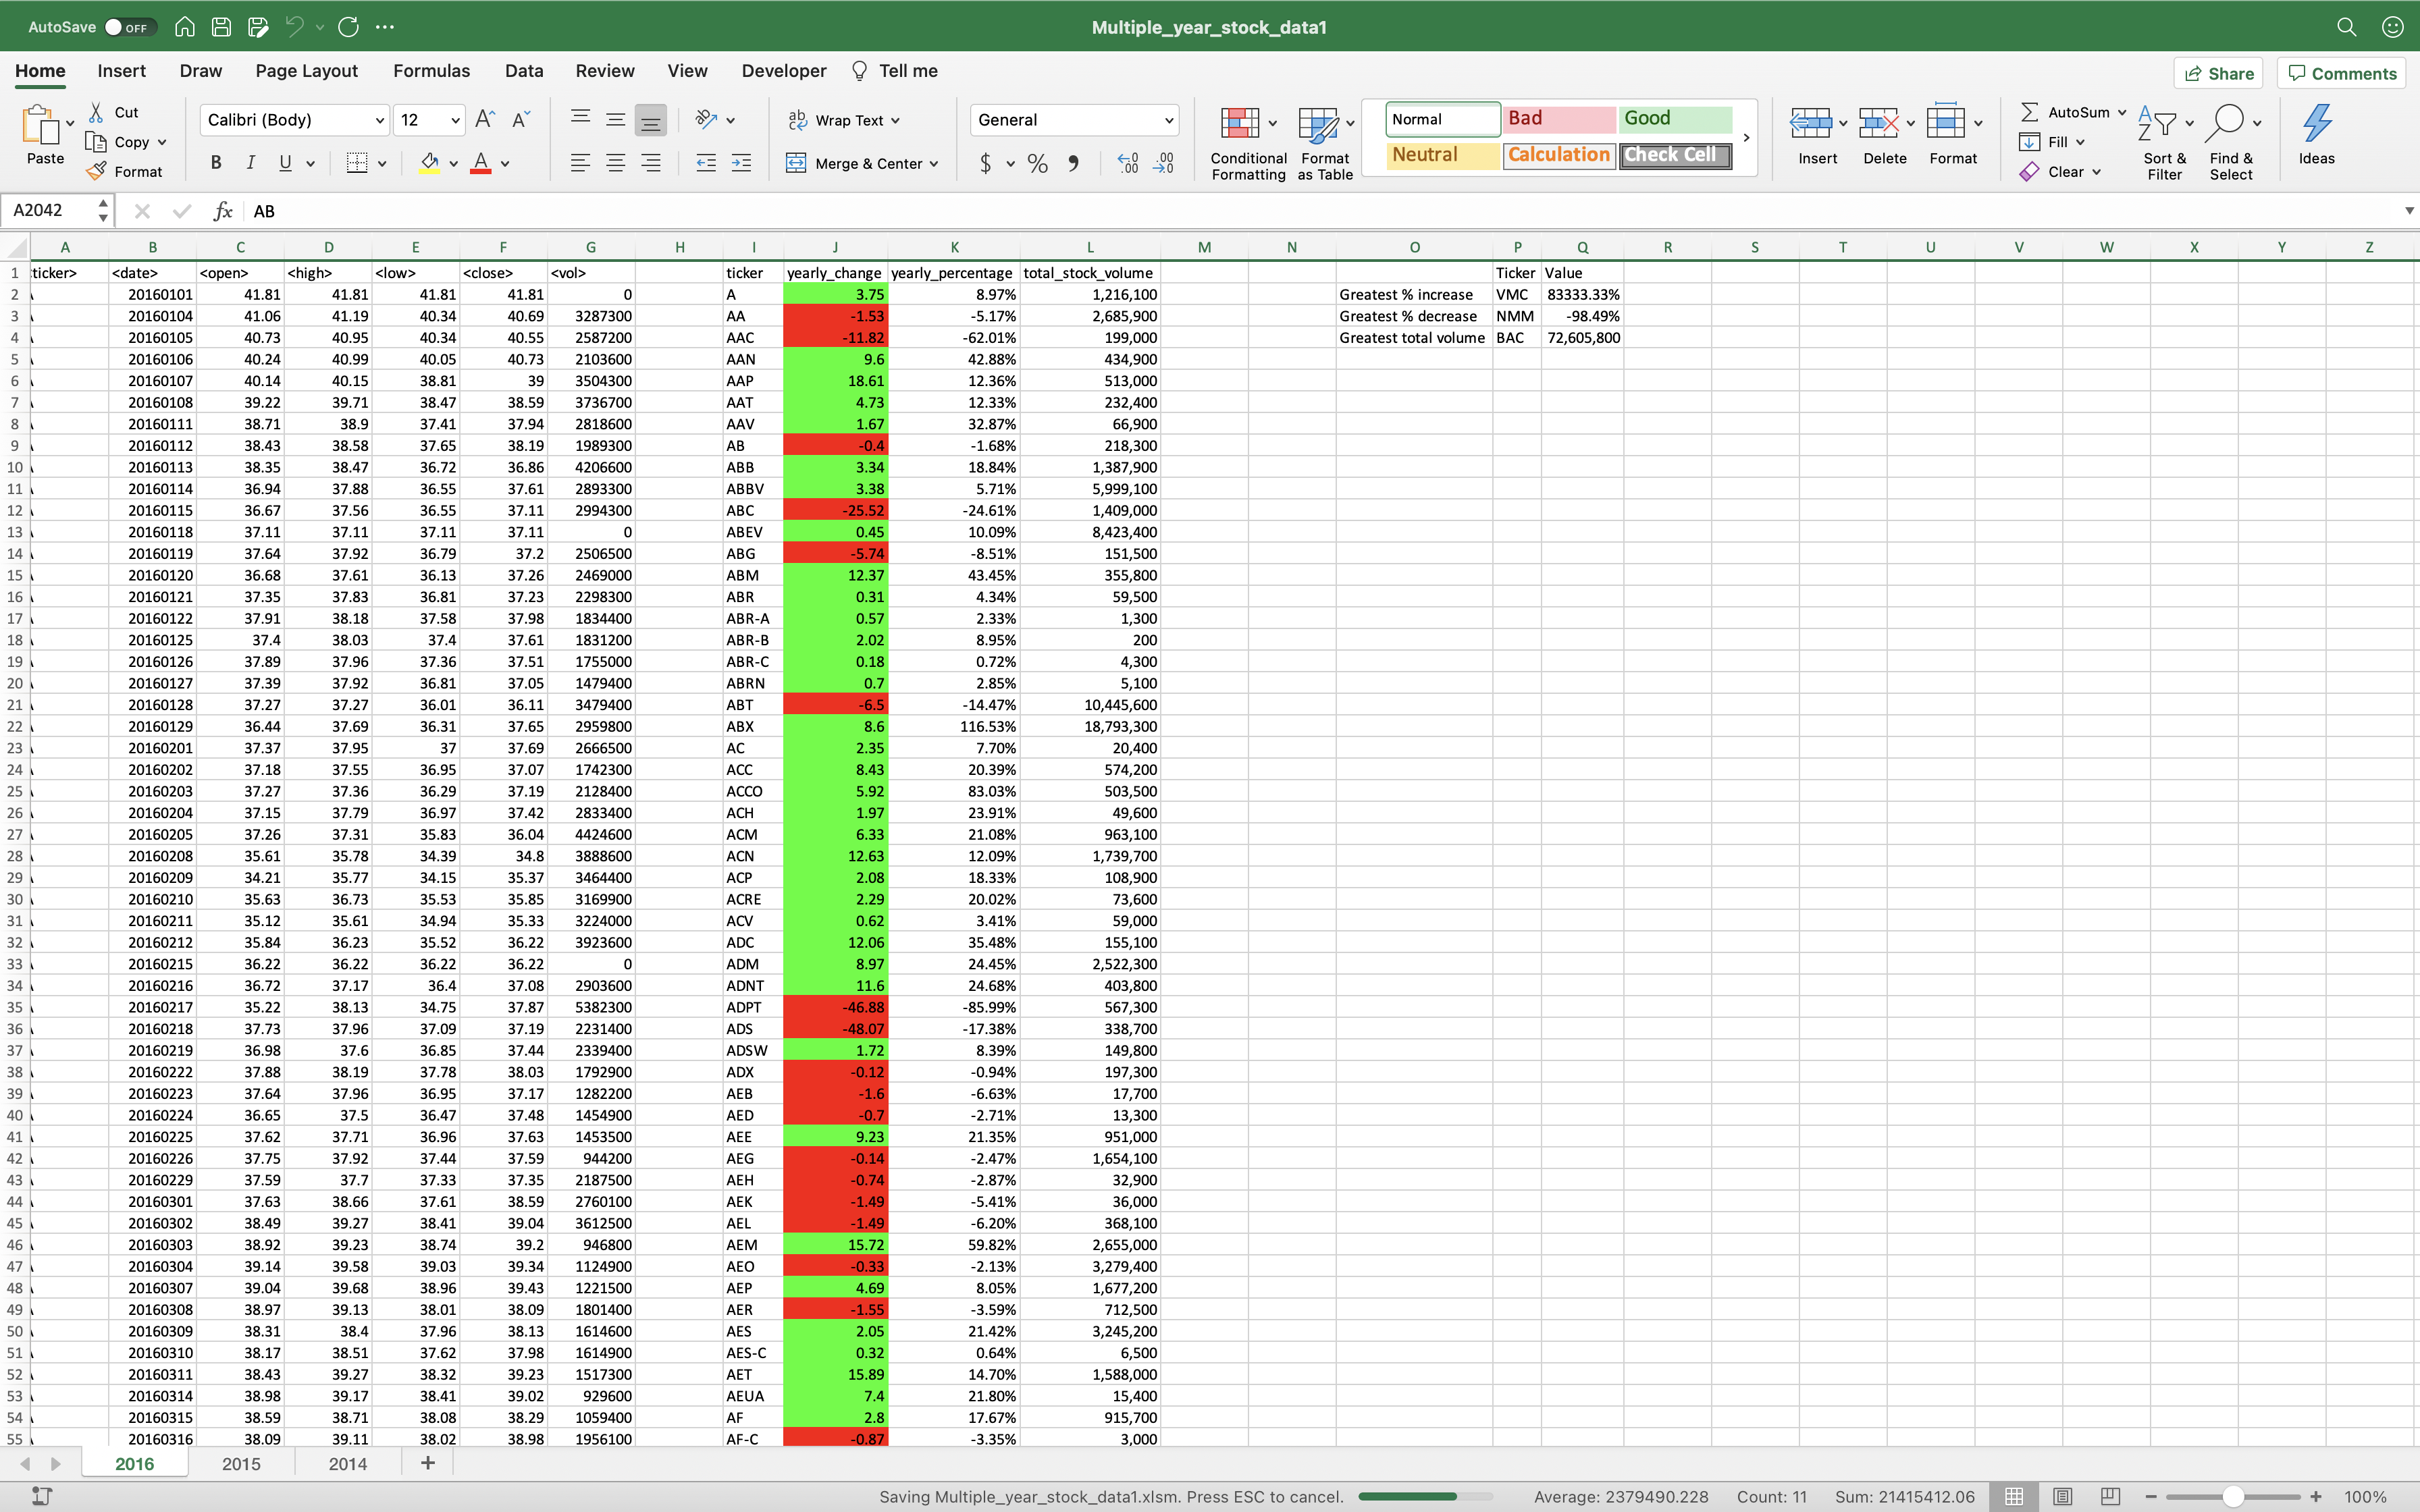 AutoSave OFF Multiple_year_stock_data1
Home Insert Draw Page Layout Formulas Data Review View Developer Tell me Share Comments
Paste Cut Copy Format Calibri (Body) 12 Wrap Text Merge & Center General Conditional Formatting Format as Table Normal Bad Good Neutral Calculation Check Cell Insert Delete Format AutoSum Fill Clear Sort & Filter Find & Select Ideas
A2042 fx AB
A B C D E F G H I J K L M N O P Q R S T U V W X Y Z
1 ticker> <date> <open> <high> <low> <close> <vol> ticker yearly_change yearly_percentage total_stock_volume Ticker Value
2 20160101 41.81 41.81 41.81 41.81 0 A 3.75 8.97% 1,216,100 Greatest % increase VMC 83333.33%
3 20160104 41.06 41.19 40.34 40.69 3287300 AA -1.53 -5.17% 2,685,900 Greatest % decrease NMM -98.49%
4 20160105 40.73 40.95 40.34 40.55 2587200 AAC -11.82 -62.01% 199,000 Greatest total volume BAC 72,605,800
5 20160106 40.24 40.99 40.05 40.73 2103600 AAN 9.6 42.88% 434,900
6 20160107 40.14 40.15 38.81 39 3504300 AAP 18.61 12.36% 513,000
7 20160108 39.22 39.71 38.47 38.59 3736700 AAT 4.73 12.33% 232,400
8 20160111 38.71 38.9 37.41 37.94 2818600 AAV 1.67 32.87% 66,900
9 20160112 38.43 38.58 37.65 38.19 1989300 AB -0.4 -1.68% 218,300
10 20160113 38.35 38.47 36.72 36.86 4206600 ABB 3.34 18.84% 1,387,900
11 20160114 36.94 37.88 36.55 37.61 2893300 ABBV 3.38 5.71% 5,999,100
12 20160115 36.67 37.56 36.55 37.11 2994300 ABC -25.52 -24.61% 1,409,000
13 20160118 37.11 37.11 37.11 37.11 0 ABEV 0.45 10.09% 8,423,400
14 20160119 37.64 37.92 36.79 37.2 2506500 ABG -5.74 -8.51% 151,500
15 20160120 36.68 37.61 36.13 37.26 2469000 ABM 12.37 43.45% 355,800
16 20160121 37.35 37.83 36.81 37.23 2298300 ABR 0.31 4.34% 59,500
17 20160122 37.91 38.18 37.58 37.98 1834400 ABR-A 0.57 2.33% 1,300
18 20160125 37.4 38.03 37.4 37.61 1831200 ABR-B 2.02 8.95% 200
19 20160126 37.89 37.96 37.36 37.51 1755000 ABR-C 0.18 0.72% 4,300
20 20160127 37.39 37.92 36.81 37.05 1479400 ABRN 0.7 2.85% 5,100
21 20160128 37.27 37.27 36.01 36.11 3479400 ABT -6.5 -14.47% 10,445,600
22 20160129 36.44 37.69 36.31 37.65 2959800 ABX 8.6 116.53% 18,793,300
23 20160201 37.37 37.95 37 37.69 2666500 AC 2.35 7.70% 20,400
24 20160202 37.18 37.55 36.95 37.07 1742300 ACC 8.43 20.39% 574,200
25 20160203 37.27 37.36 36.29 37.19 2128400 ACCO 5.92 83.03% 503,500
26 20160204 37.15 37.79 36.97 37.42 2833400 ACH 1.97 23.91% 49,600
27 20160205 37.26 37.31 35.83 36.04 4424600 ACM 6.33 21.08% 963,100
28 20160208 35.61 35.78 34.39 34.8 3888600 ACN 12.63 12.09% 1,739,700
29 20160209 34.21 35.77 34.15 35.37 3464400 ACP 2.08 18.33% 108,900
30 20160210 35.63 36.73 35.53 35.85 3169900 ACRE 2.29 20.02% 73,600
31 20160211 35.12 35.61 34.94 35.33 3224000 ACV 0.62 3.41% 59,000
32 20160212 35.84 36.23 35.52 36.22 3923600 ADC 12.06 35.48% 155,100
33 20160215 36.22 36.22 36.22 36.22 0 ADM 8.97 24.45% 2,522,300
34 20160216 36.72 37.17 36.4 37.08 2903600 ADNT 11.6 24.68% 403,800
35 20160217 35.22 38.13 34.75 37.87 5382300 ADPT -46.88 -85.99% 567,300
36 20160218 37.73 37.96 37.09 37.19 2231400 ADS -48.07 -17.38% 338,700
37 20160219 36.98 37.6 36.85 37.44 2339400 ADSW 1.72 8.39% 149,800
38 20160222 37.88 38.19 37.78 38.03 1792900 ADX -0.12 -0.94% 197,300
39 20160223 37.64 37.96 36.95 37.17 1282200 AEB -1.6 -6.63% 17,700
40 20160224 36.65 37.5 36.47 37.48 1454900 AED -0.7 -2.71% 13,300
41 20160225 37.62 37.71 36.96 37.63 1453500 AEE 9.23 21.35% 951,000
42 20160226 37.75 37.92 37.44 37.59 944200 AEG -0.14 -2.47% 1,654,100
43 20160229 37.59 37.7 37.33 37.35 2187500 AEH -0.74 -2.87% 32,900
44 20160301 37.63 38.66 37.61 38.59 2760100 AEK -1.49 -5.41% 36,000
45 20160302 38.49 39.27 38.41 39.04 3612500 AEL -1.49 -6.20% 368,100
46 20160303 38.92 39.23 38.74 39.2 946800 AEM 15.72 59.82% 2,655,000
47 20160304 39.14 39.58 39.03 39.34 1124900 AEO -0.33 -2.13% 3,279,400
48 20160307 39.04 39.68 38.96 39.43 1221500 AEP 4.69 8.05% 1,677,200
49 20160308 38.97 39.13 38.01 38.09 1801400 AER -1.55 -3.59% 712,500
50 20160309 38.31 38.4 37.96 38.13 1614600 AES 2.05 21.42% 3,245,200
51 20160310 38.17 38.51 37.62 37.98 1614900 AES-C 0.32 0.64% 6,500
52 20160311 38.43 39.27 38.32 39.23 1517300 AET 15.89 14.70% 1,588,000
53 20160314 38.98 39.17 38.41 39.02 929600 AEUA 7.4 21.80% 15,400
54 20160315 38.59 38.71 38.08 38.29 1059400 AF 2.8 17.67% 915,700
55 20160316 38.09 39.11 38.02 38.98 1956100 AF-C -0.87 -3.35% 3,000
2016 2015 2014 +
Saving Multiple_year_stock_data1.xlsm. Press ESC to cancel. Average: 2379490.228 Count: 11 Sum: 21415412.06 100%